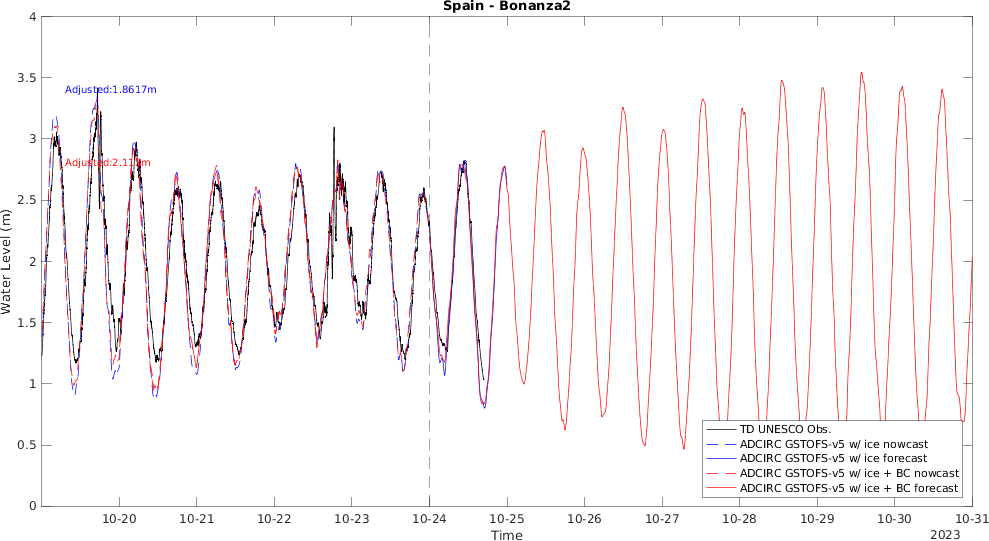 Spain - Bonanza2
4
3.5
3
2.5
2
1.5
1
0.5
0
Water Level (m)
Adjusted:1.8617m
10-20
10-21
10-22
10-23
10-24
10-25
10-26
10-27
10-28
10-29
10-30
10-31
Time
2023
TD UNESCO Obs.
ADCIRC GSTOFS-v5 w/ ice nowcast
ADCIRC GSTOFS-v5 w/ ice forecast
ADCIRC GSTOFS-v5 w/ ice + BC nowcast
ADCIRC GSTOFS-v5 w/ ice + BC forecast